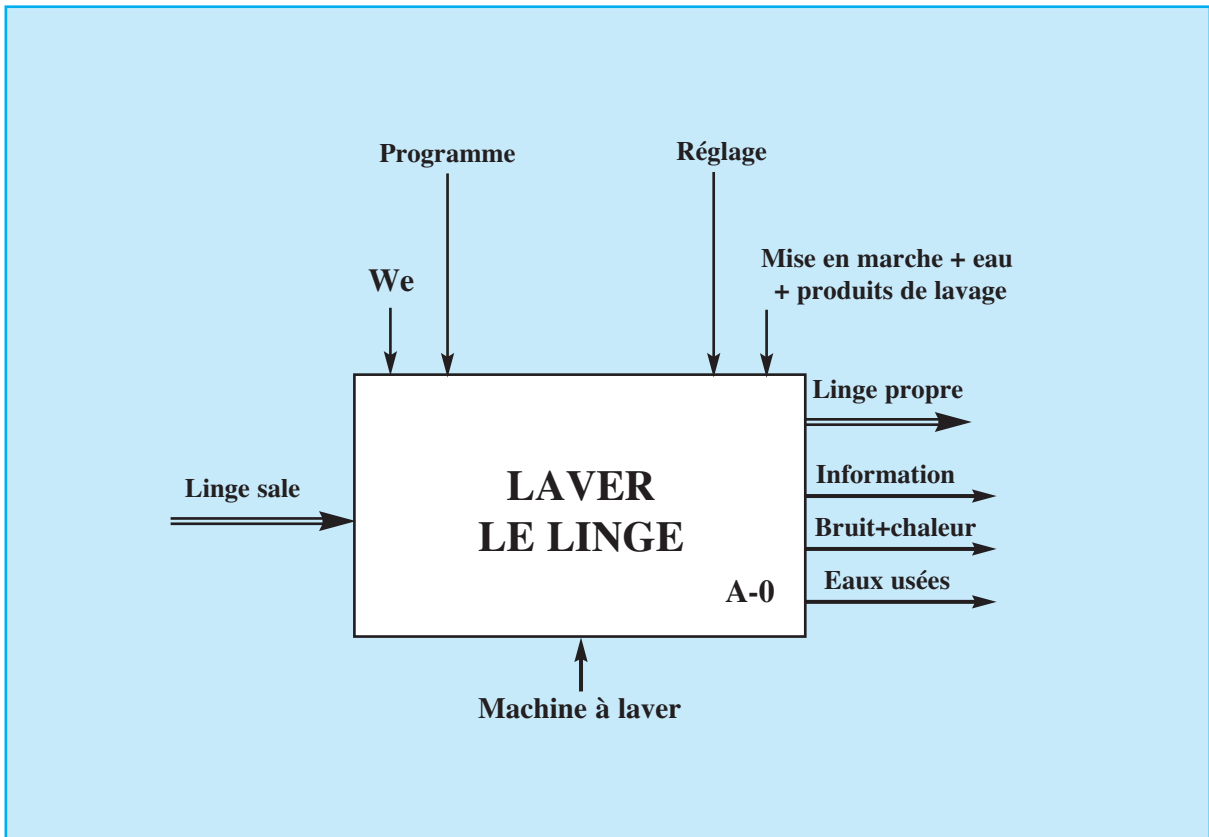 Programme
Réglage
Mise en marche + eau
+ produits de lavage
We
Linge propre
Linge sale
LAVER
LE LINGE
Information
Bruit+chaleur
Eaux usées
A-0
Machine à laver